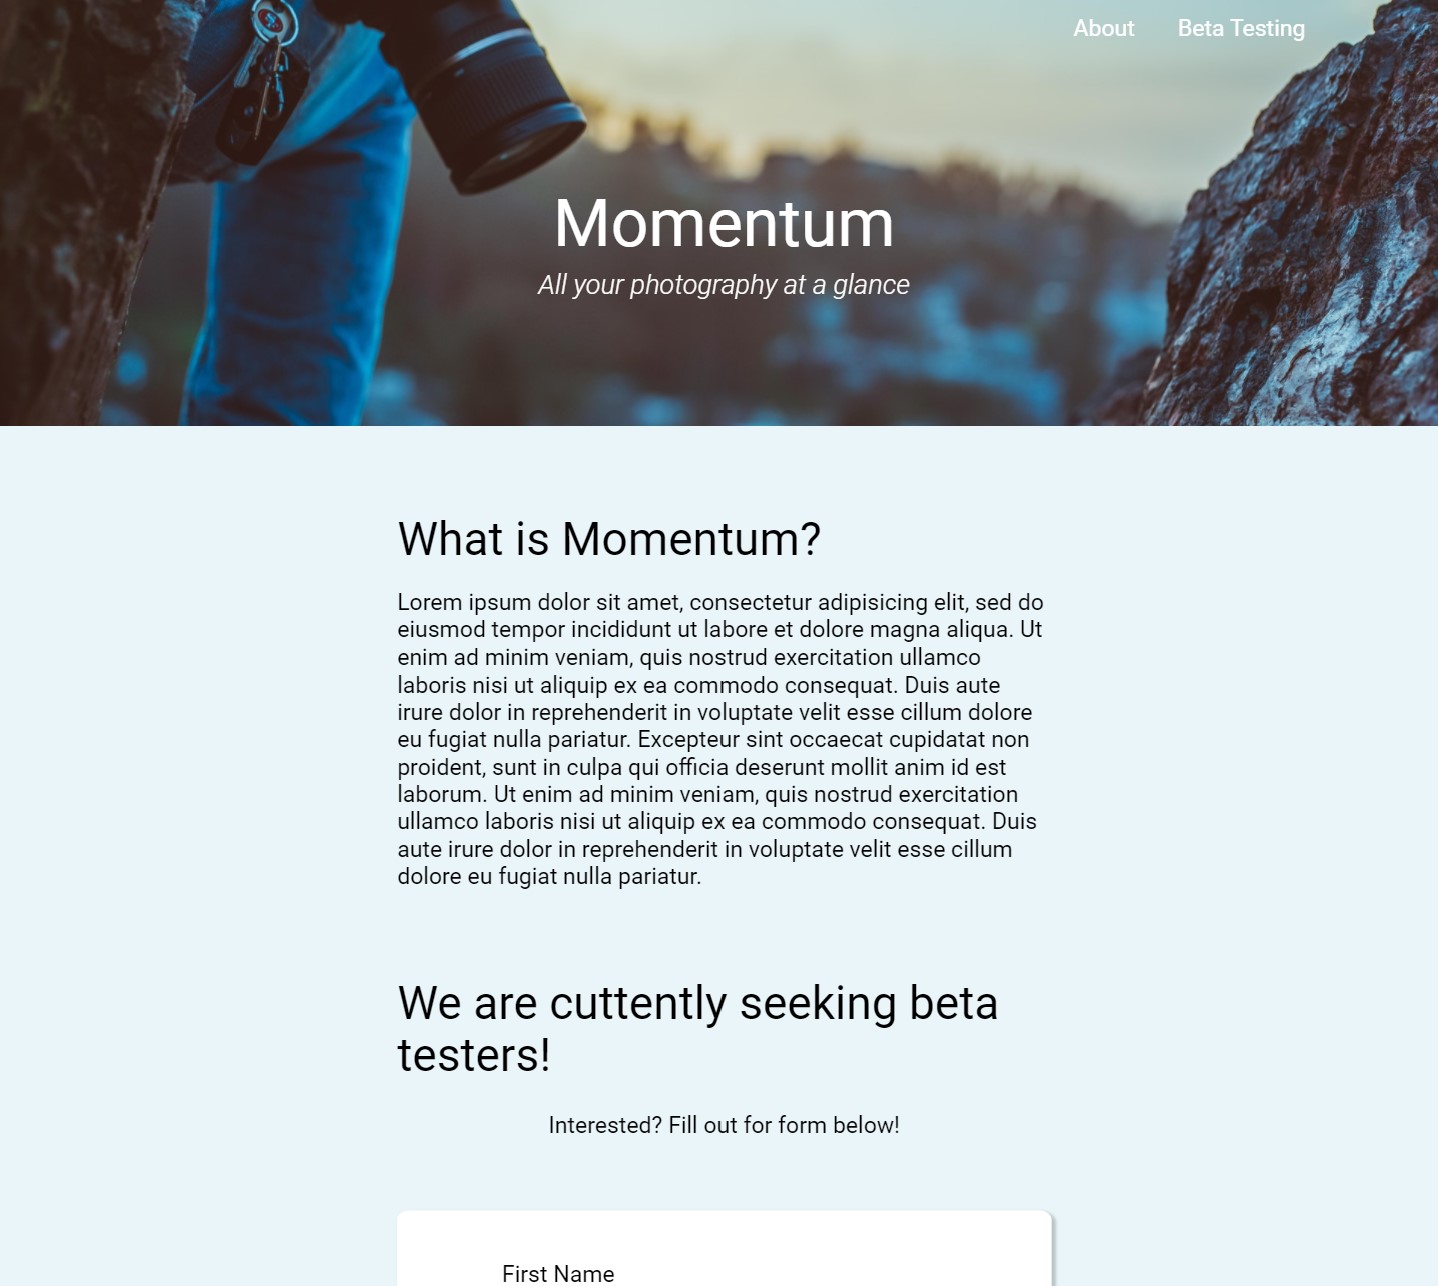 About Beta Testing
Momentum
All your photography at a glance
What is Momentum?
Lorem ipsum dolor sit amet, consectetur adipisicing elit, sed do
eiusmod tempor incididunt ut labore et dolore magna aliqua. Ut
enim ad minim veniam, quis nostrud exercitation ullamco
laboris nisi ut aliquip ex ea commodo consequat. Duis aute
irure dolor in reprehenderit in voluptate velit esse cillum dolore
eu fugiat nulla pariatur. Excepteur sint occaecat cupidatat non
proident, sunt in culpa qui officia deserunt mollit anim id est
laborum. Ut enim ad minim veniam, quis nostrud exercitation
ullamco laboris nisi ut aliquip ex ea commodo consequat. Duis
aute irure dolor in reprehenderit in voluptate velit esse cillum
dolore eu fugiat nulla pariatur.
We are cuttently seeking beta
testers!
Interested? Fill out for form below!
First Name